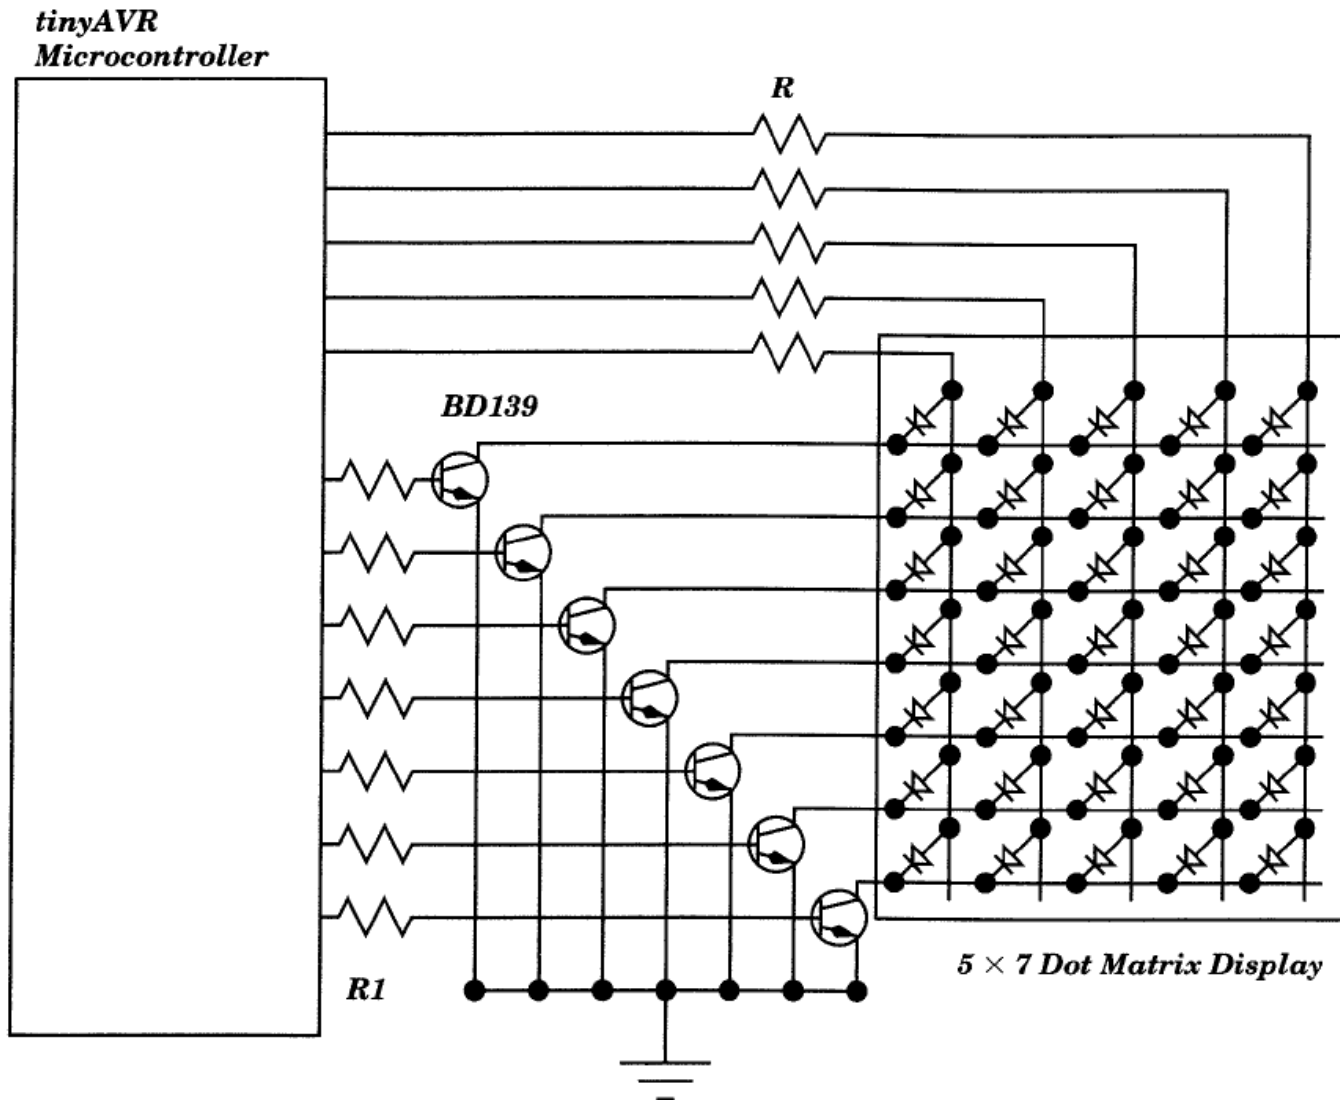 tinyAVR
Microcontroller
R
BD139
R1
5 × 7 Dot Matrix Display